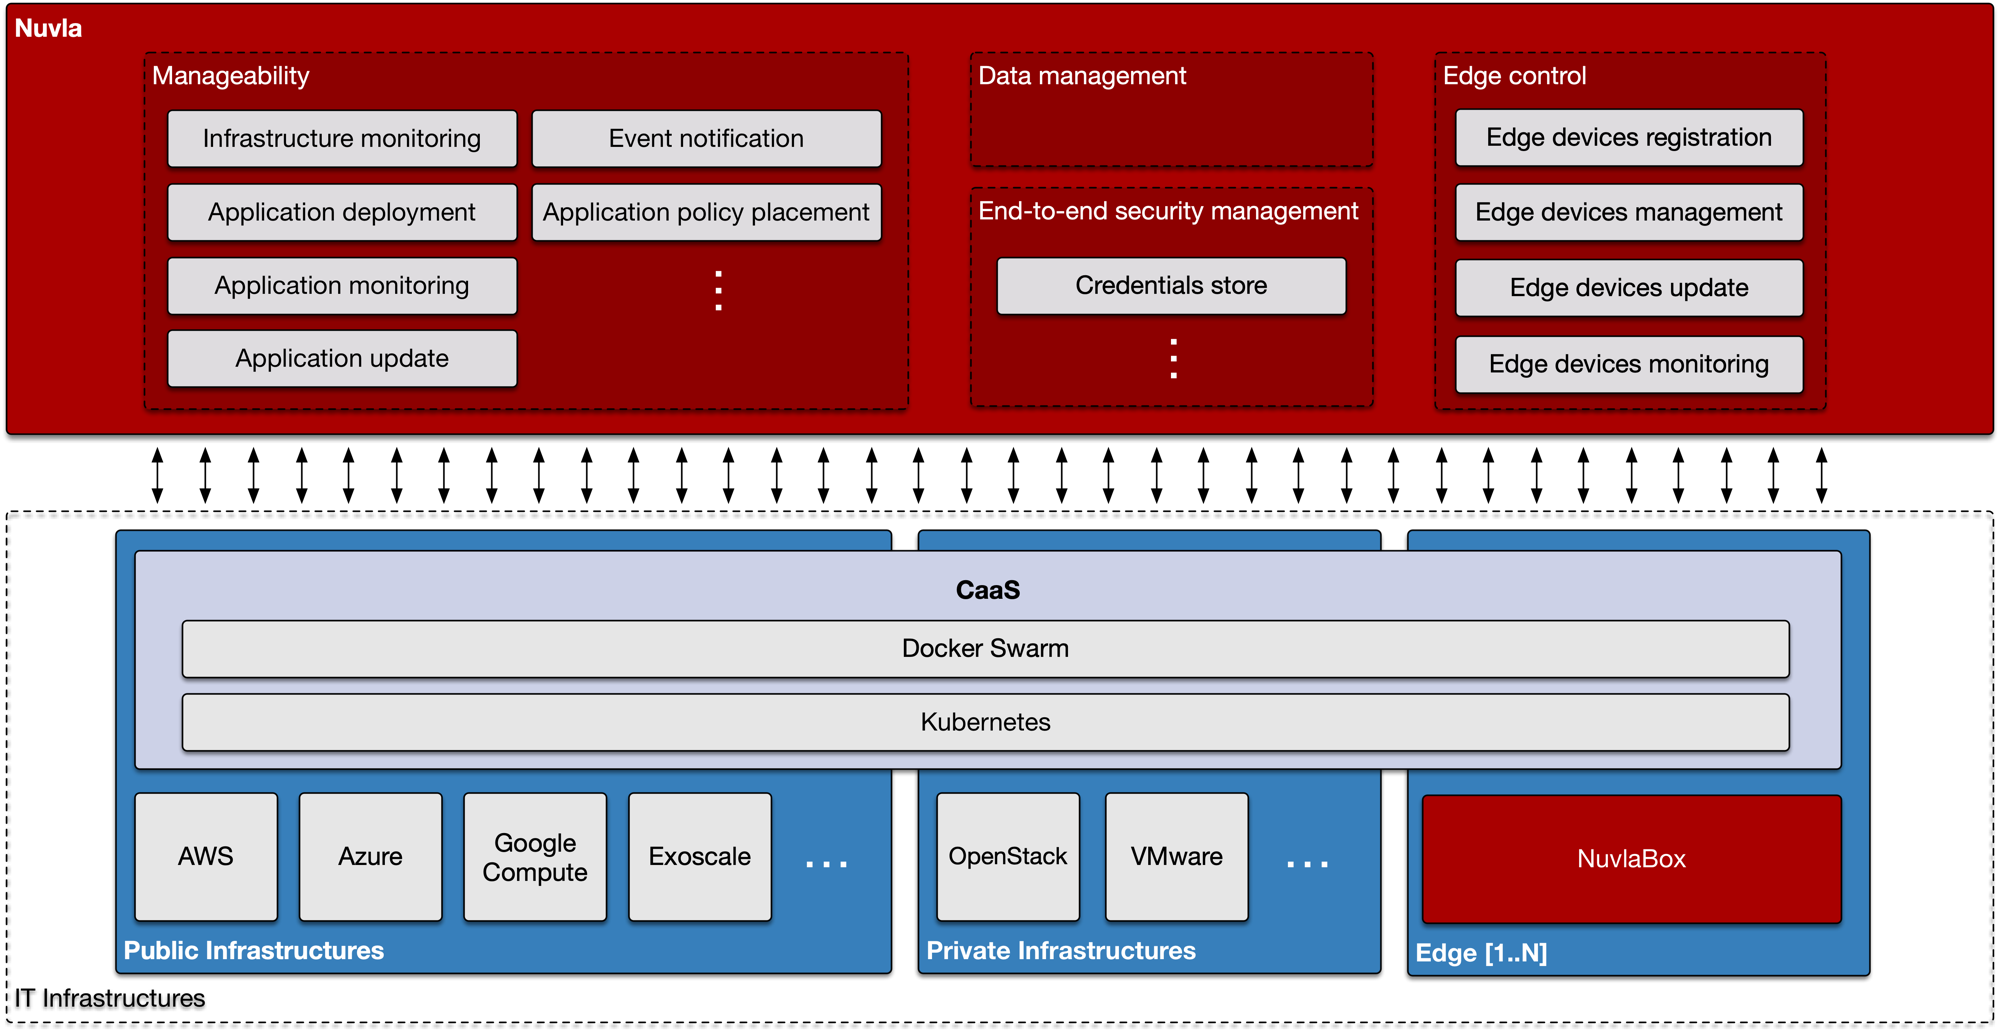 Nuvla
Manageability
Infrastructure monitoring
Event notification
Application deployment
Application policy placement
Application monitoring
Application update
Data management
End-to-end security management
Credentials store
Edge control
Edge devices registration
Edge devices management
Edge devices update
Edge devices monitoring
CaaS
Docker Swarm
Kubernetes
AWS
Azure
Google
Compute
Exoscale
...
Public Infrastructures
OpenStack
VMware
...
Private Infrastructures
NuvlaBox
Edge [1..N]
IT Infrastructures